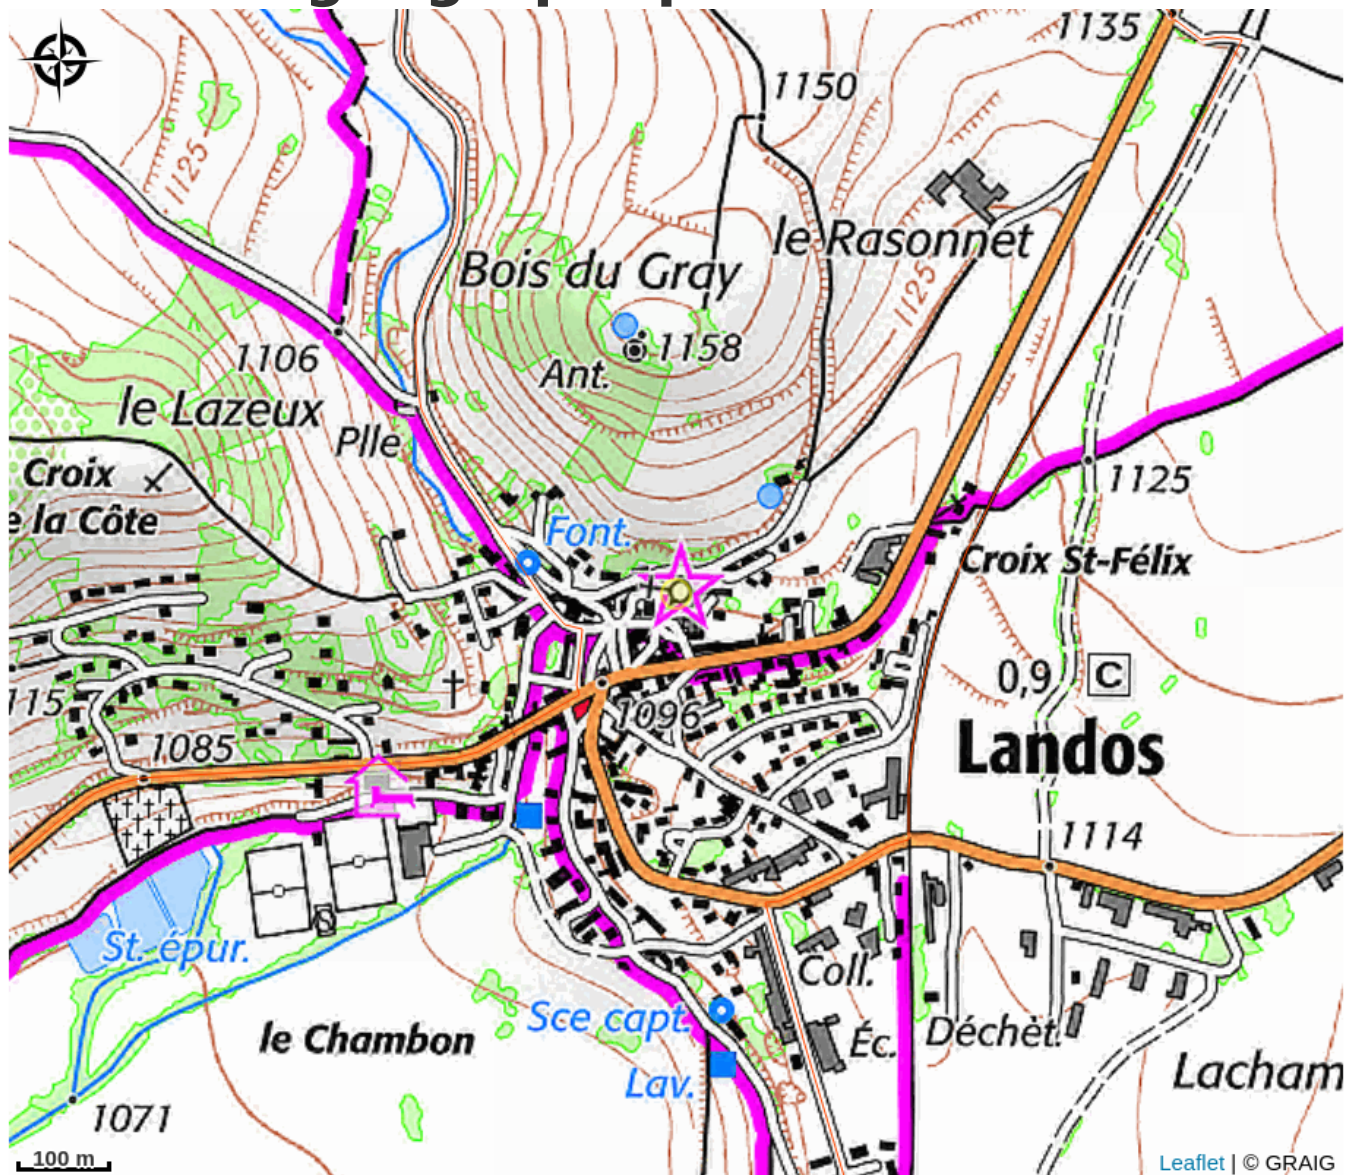 1135
1150
1125
le Rasonnet
Bois du Gray
1125
1158
1106
Ant.
le Lazeux
Plle
Croix
e la Côte
1125
Font.
Croix St-Félix
0,9
C
115
1096
Landos
1085
1114
St. épur.
Coll.
Sce capt.
le Chambon
Éc.
Déchèt.
Lav.
Lacham
1071
100 m
Leaflet | © GRAIG